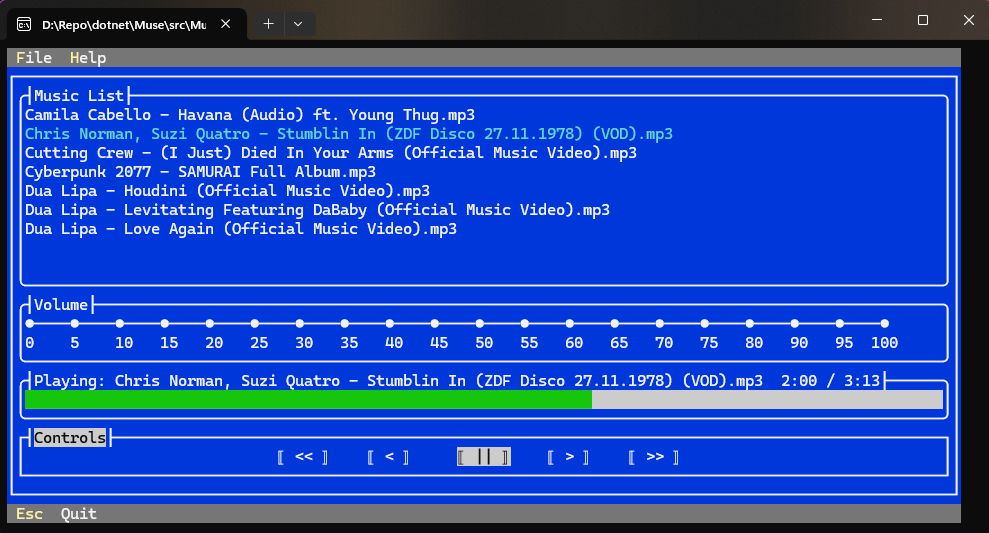 D:\Repo\dotnet\Muse\src\Mu
File Help
Music List
Camila Cabello - Havana (Audio) ft. Young Thug.mp3
Chris Norman, Suzi Quatro - Stumblin In (ZDF Disco 27.11.1978) (VOD).mp3
Cutting Crew - (I Just) Died In Your Arms (Official Music Video).mp3
Cyberpunk 2077 - SAMURAI Full Album.mp3
Dua Lipa - Houdini (Official Music Video).mp3
Dua Lipa - Levitating Featuring DaBaby (Official Music Video).mp3
Dua Lipa - Love Again (Official Music Video).mp3
Volume
0 5 10 15 20 25 30 35 40 45 50 55 60 65 70 75 80 85 90 95 100
Playing: Chris Norman, Suzi Quatro - Stumblin In (ZDF Disco 27.11.1978) (VOD).mp3 2:00 / 3:13
Controls
⟦ << ⟧ ⟦ < ⟧ ⟦ || ⟧ ⟦ > ⟧ ⟦ >> ⟧
Esc Quit